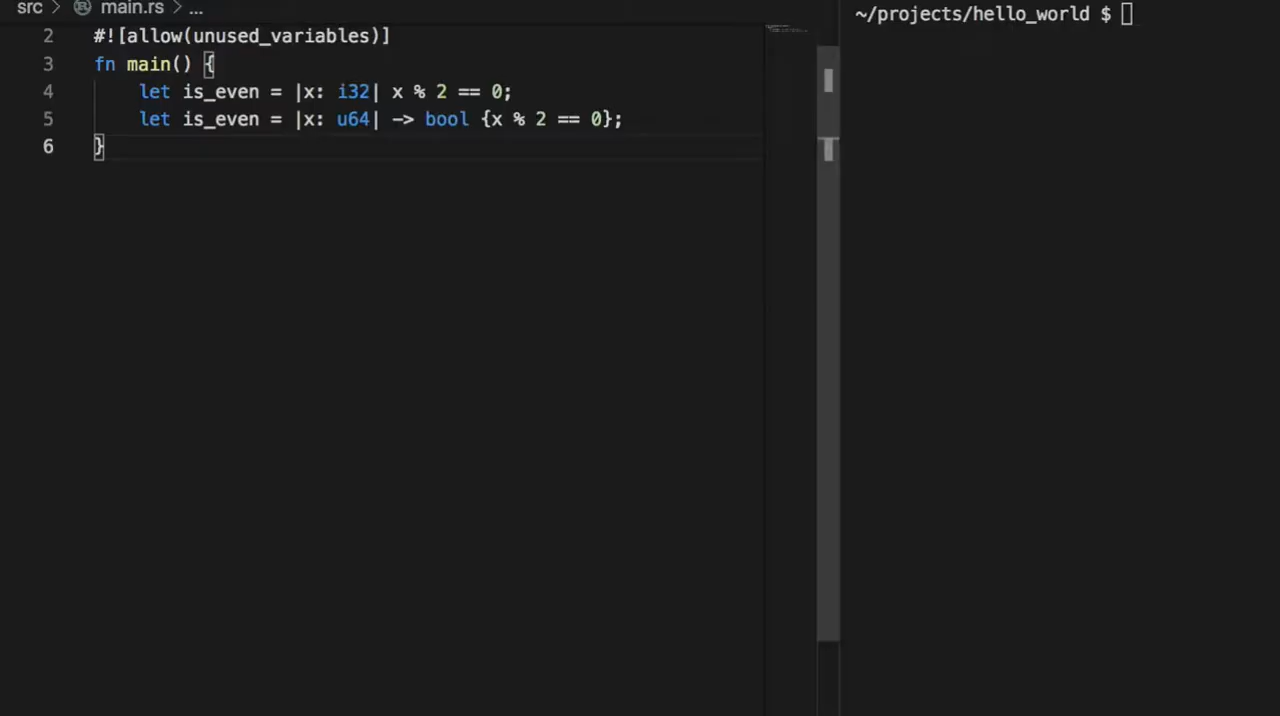 src > main.rs > ...
2 #![allow(unused_variables)]
3 fn main() {
4 let is_even = |x: i32| x % 2 == 0;
5 let is_even = |x: u64| -> bool {x % 2 == 0};
6 }
~/projects/hello_world $